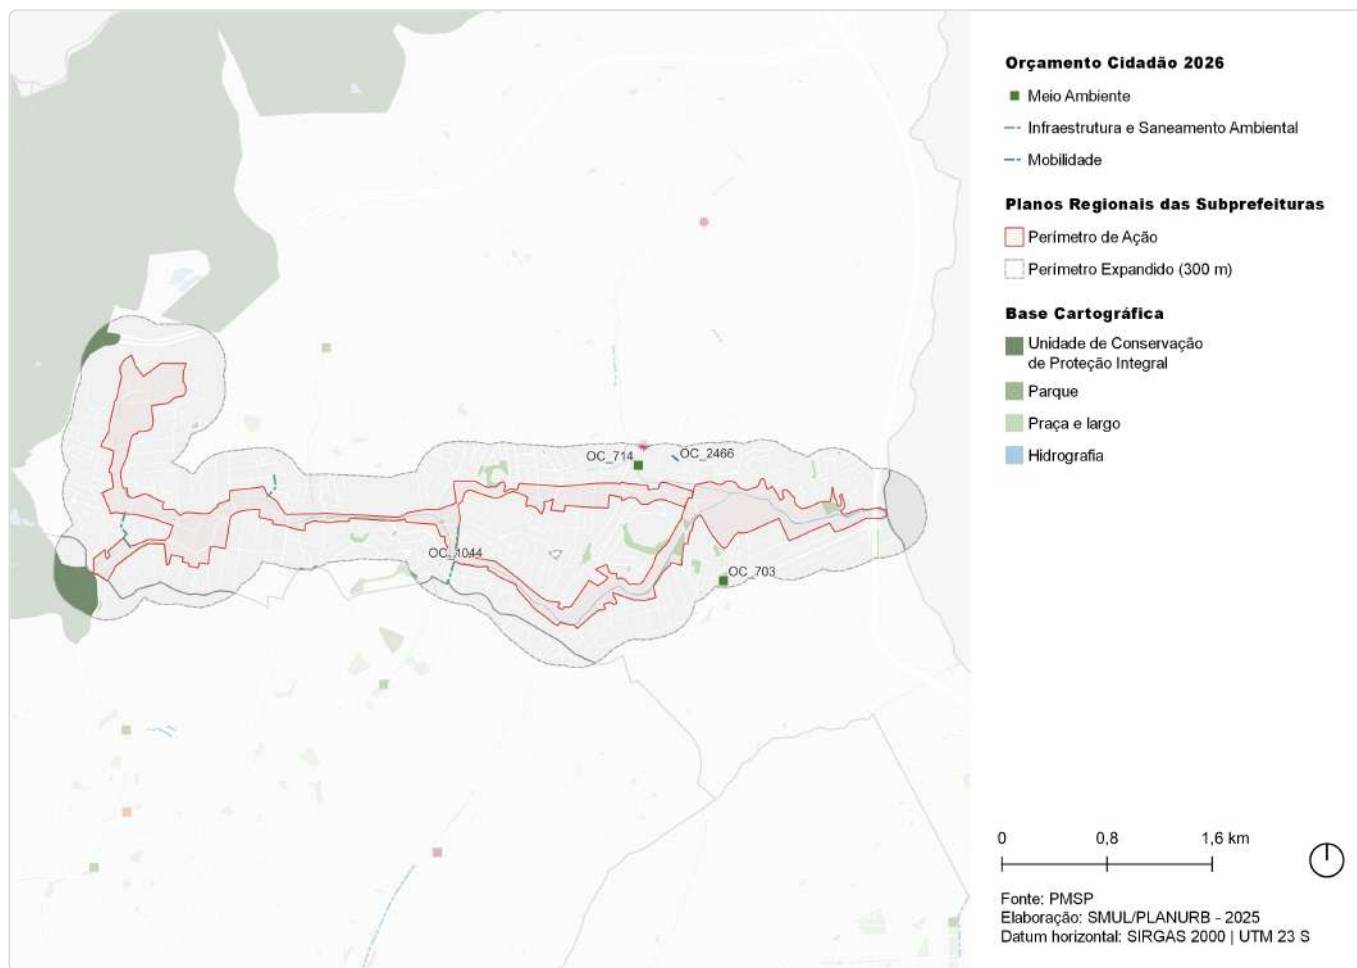 Orçamento Cidadão 2026
Meio Ambiente
Infraestrutura e Saneamento Ambiental
Mobilidade
Planos Regionais das Subprefeituras
Perímetro de Ação
Perímetro Expandido (300 m)
Base Cartográfica
Unidade de Conservação
de Proteção Integral
Parque
Praça e largo
Hidrografia
OC_714
OC_2466
OC_1044
OC_703
0 0,8 1,6 km
Fonte: PMSP
Elaboração: SMUL/PLANURB - 2025
Datum horizontal: SIRGAS 2000 | UTM 23 S